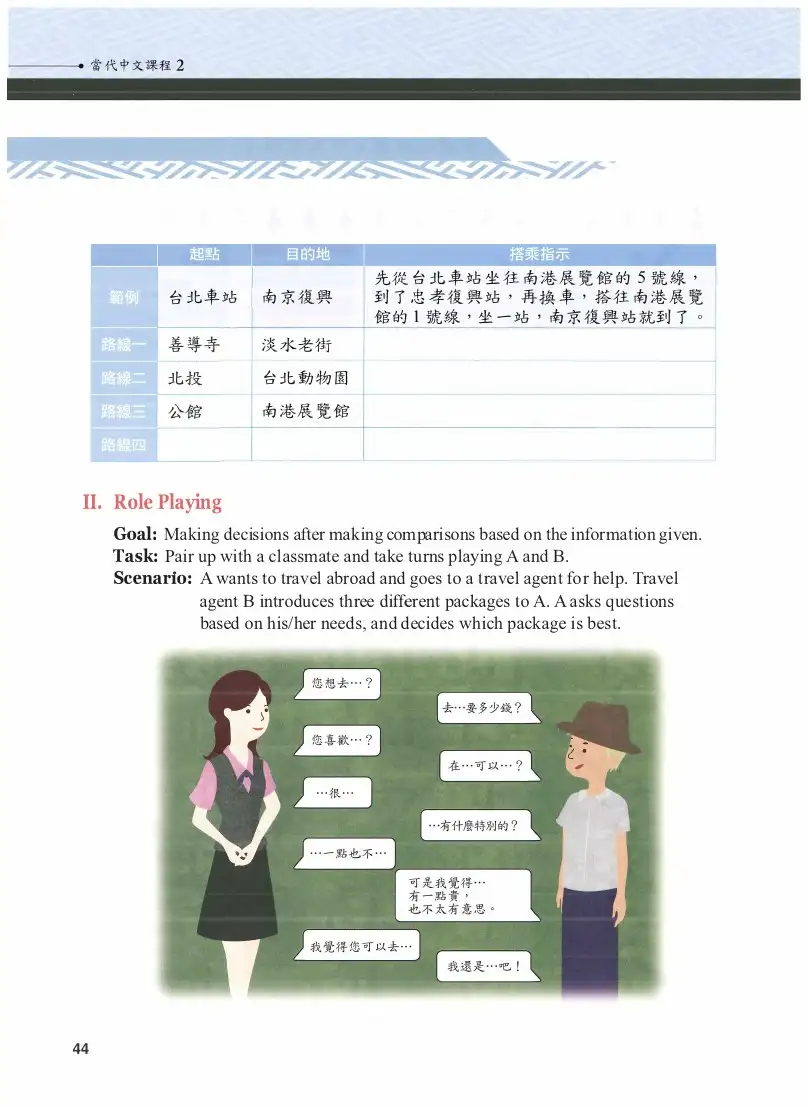 當代中文課程 2
起點 目的地 搭乘指示
範例 台北車站 南京復興 先從台北車站坐往南港展覽館的 5 號線，
到了忠孝復興站，再換車，搭往南港展覽
館的 1 號線，坐一站，南京復興站就到了。
路線一 善導寺 淡水老街
路線二 北投 台北動物園
路線三 公館 南港展覽館
路線四
II. Role Playing
Goal: Making decisions after making comparisons based on the information given.
Task: Pair up with a classmate and take turns playing A and B.
Scenario: A wants to travel abroad and goes to a travel agent for help. Travel
agent B introduces three different packages to A. A asks questions
based on his/her needs, and decides which package is best.
您想去…？
去…要多少錢？
您喜歡…？
在…可以…？
…很…
…有什麼特別的？
…一點也不…
可是我覺得…
有一點貴，
也不太有意思。
我覺得您可以去…
我還是…吧！
44